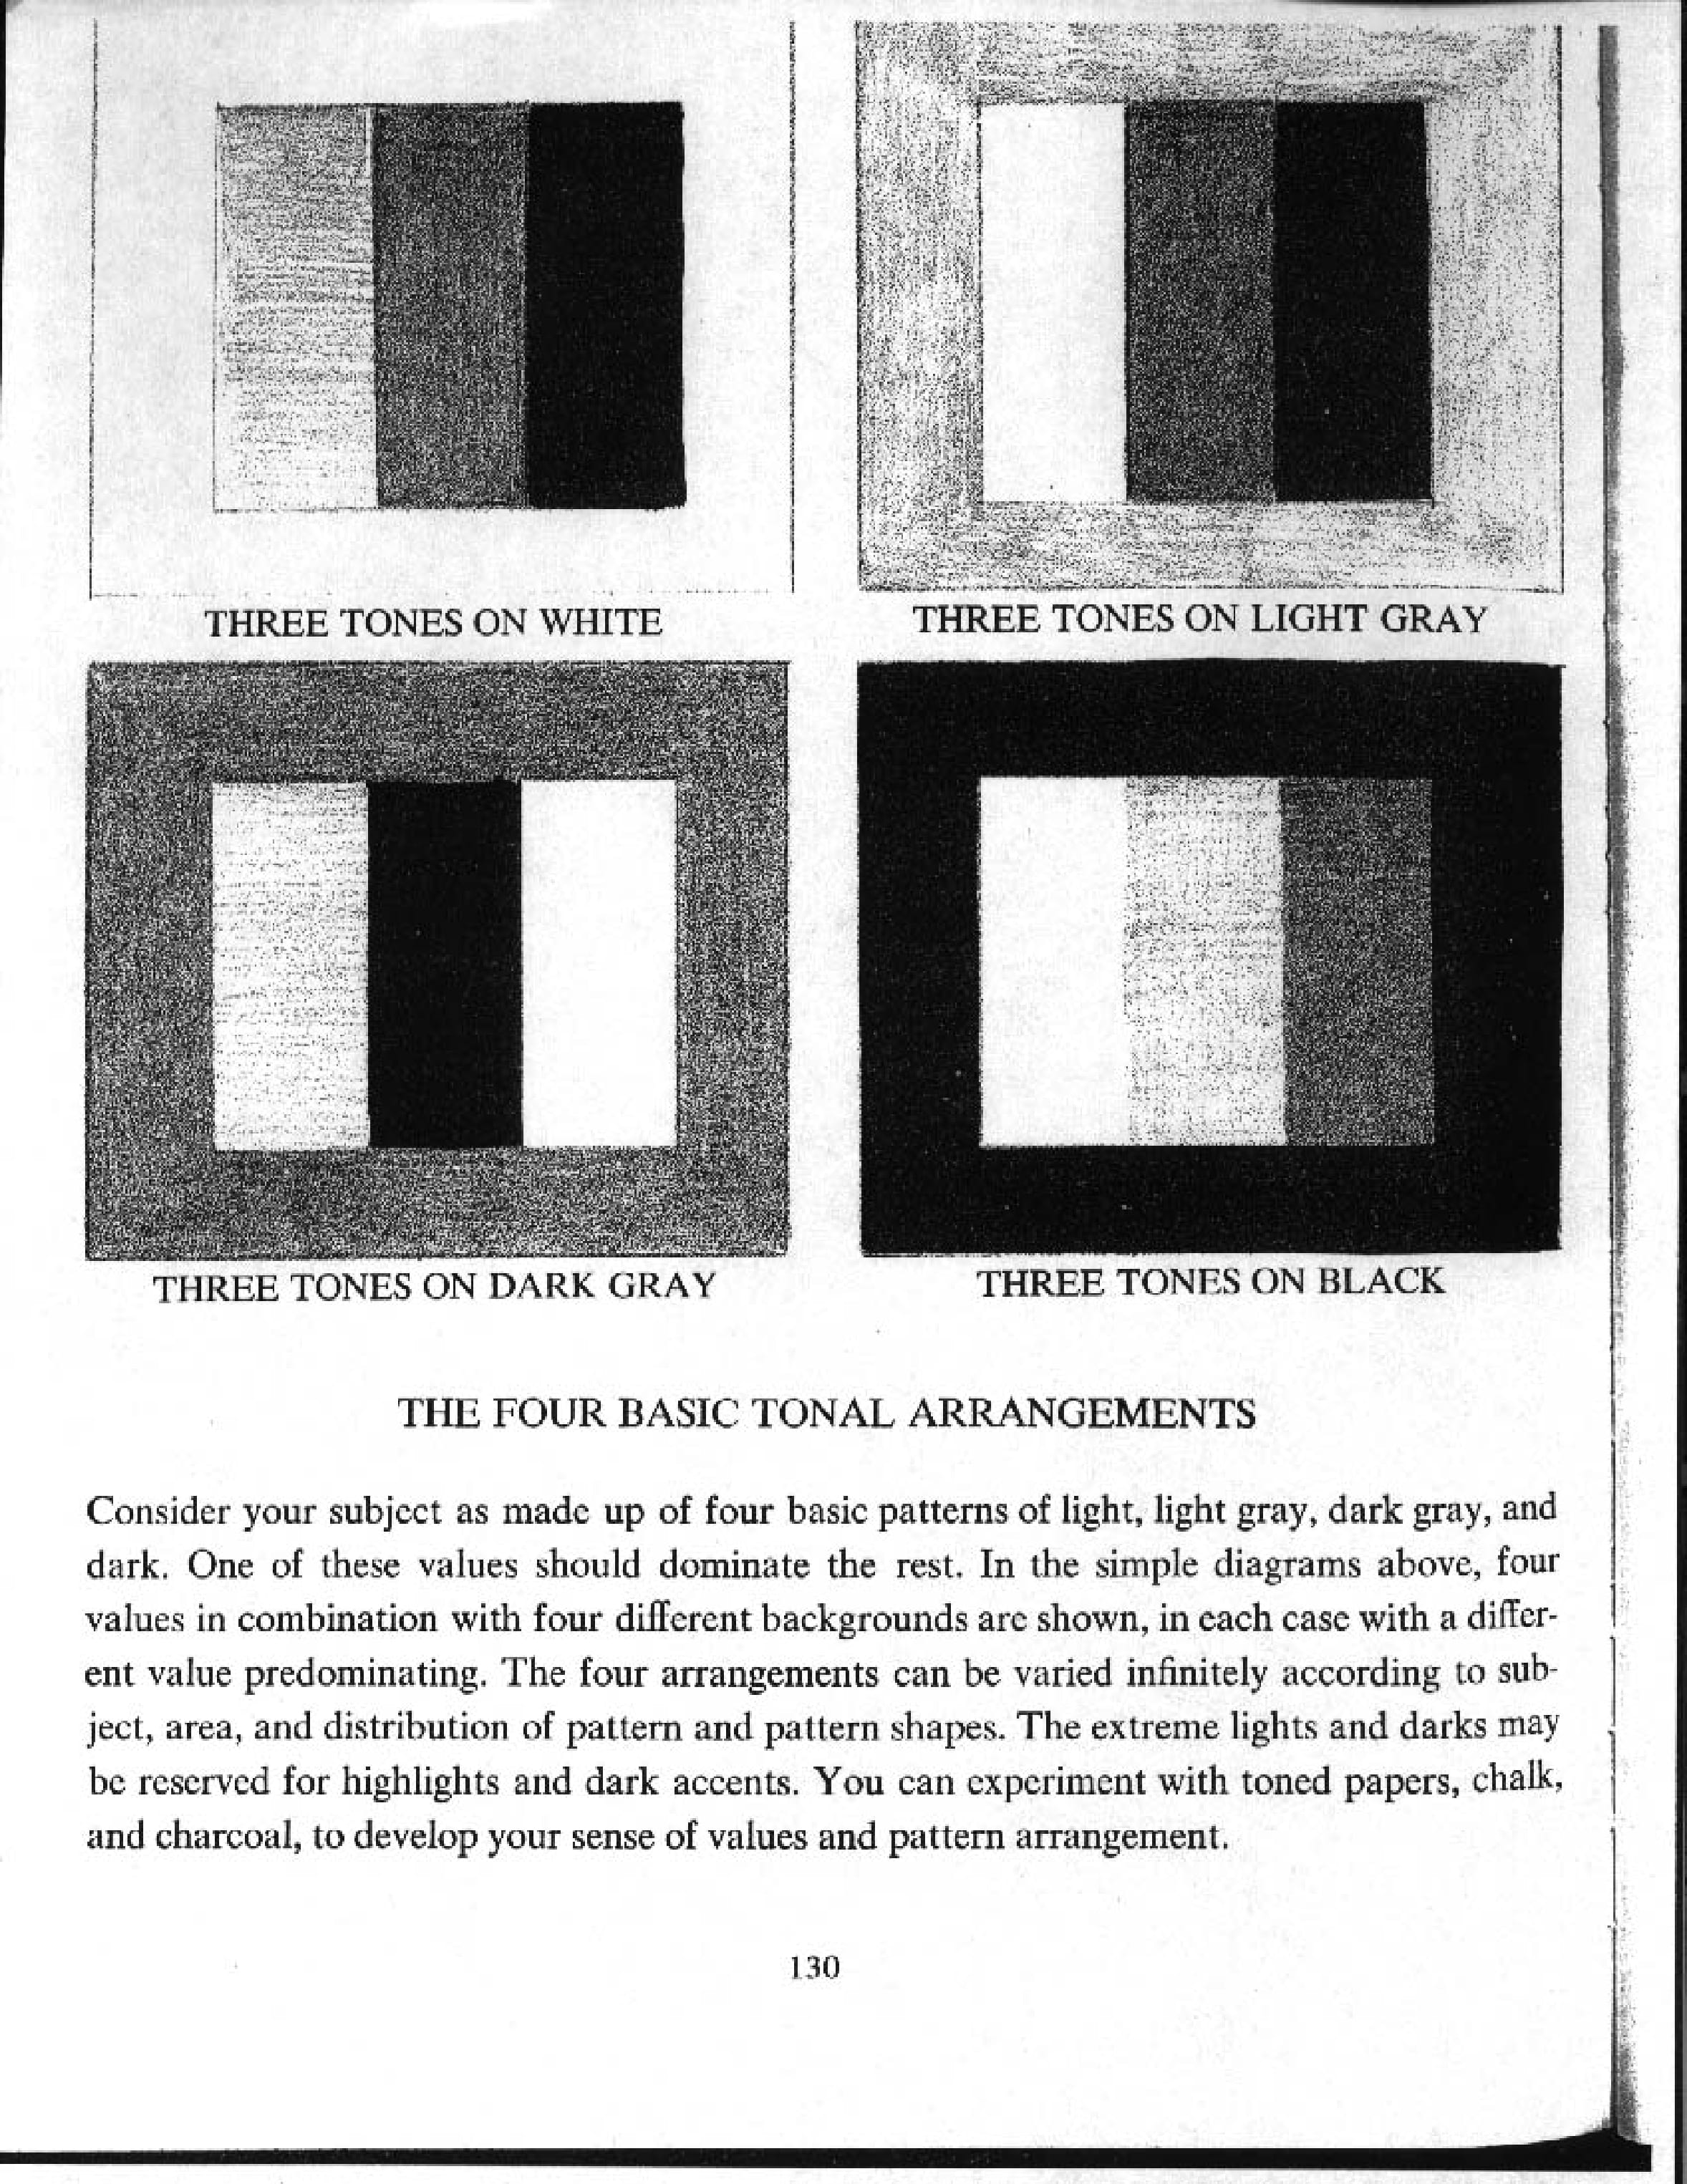 THREE TONES ON WHITE
THREE TONES ON LIGHT GRAY
THREE TONES ON DARK GRAY
THREE TONES ON BLACK
THE FOUR BASIC TONAL ARRANGEMENTS
Consider your subject as made up of four basic patterns of light, light gray, dark gray, and
dark. One of these values should dominate the rest. In the simple diagrams above, four
values in combination with four different backgrounds are shown, in each case with a differ-
ent value predominating. The four arrangements can be varied infinitely according to sub-
ject, area, and distribution of pattern and pattern shapes. The extreme lights and darks may
be reserved for highlights and dark accents. You can experiment with toned papers, chalk,
and charcoal, to develop your sense of values and pattern arrangement.
130